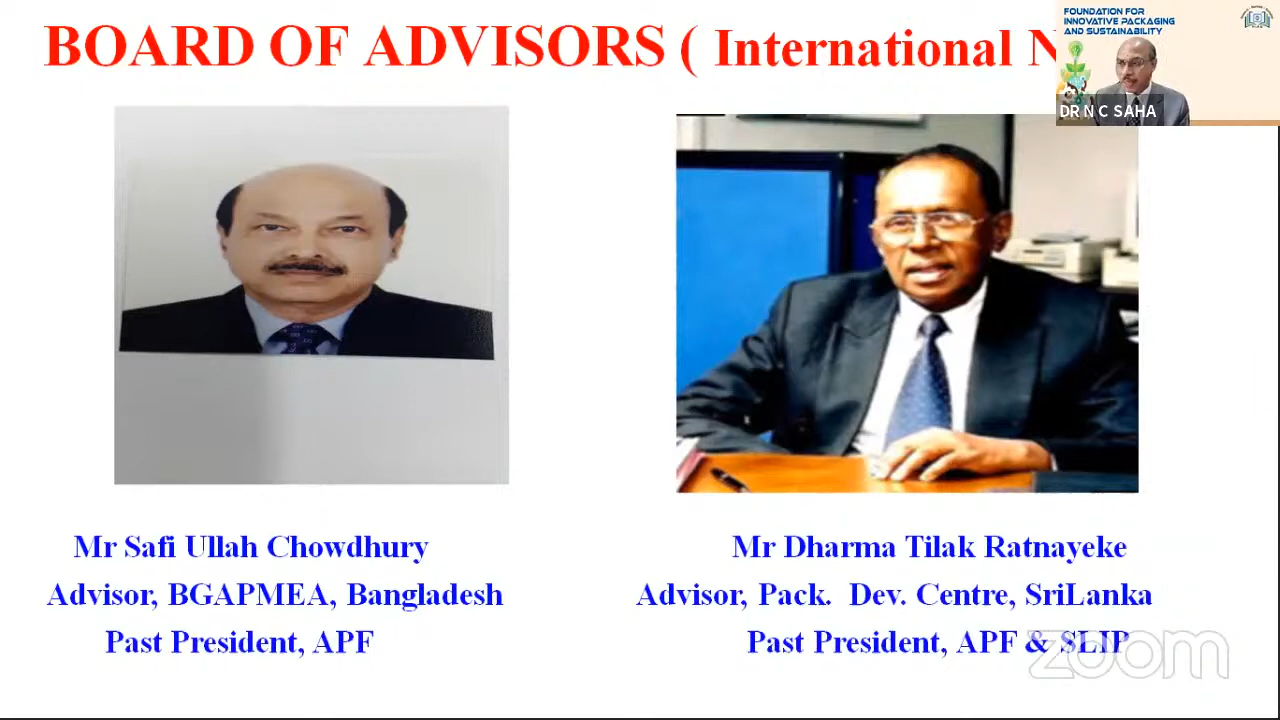 BOARD OF ADVISORS ( International N
FOUNDATION FOR
INNOVATIVE PACKAGING
AND SUSTAINABILITY
DR N C SAHA
Mr Safi Ullah Chowdhury
Advisor, BGAPMEA, Bangladesh
Past President, APF
Mr Dharma Tilak Ratnayeke
Advisor, Pack. Dev. Centre, SriLanka
Past President, APF & SLIP
zoom